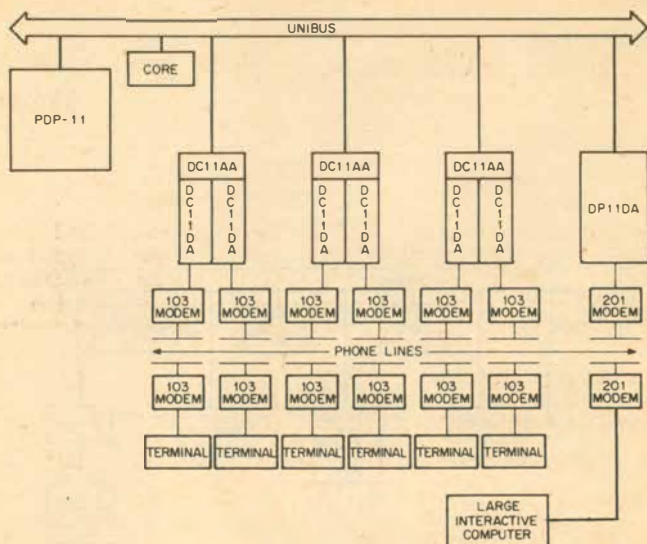 UNIBUS
CORE
PDP-11
DC11AA
DC11AA
DC11AA
DP11DA
DC11DA
DC11DA
DC11DA
DC11DA
DC11DA
DC11DA
103
MODEM
103
MODEM
103
MODEM
103
MODEM
103
MODEM
103
MODEM
201
MODEM
PHONE LINES
103
MODEM
103
MODEM
103
MODEM
103
MODEM
103
MODEM
103
MODEM
201
MODEM
TERMINAL
TERMINAL
TERMINAL
TERMINAL
TERMINAL
TERMINAL
LARGE
INTERACTIVE
COMPUTER